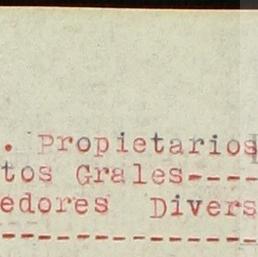 . Propietarios
tos Grales----
edores Divers
-------------